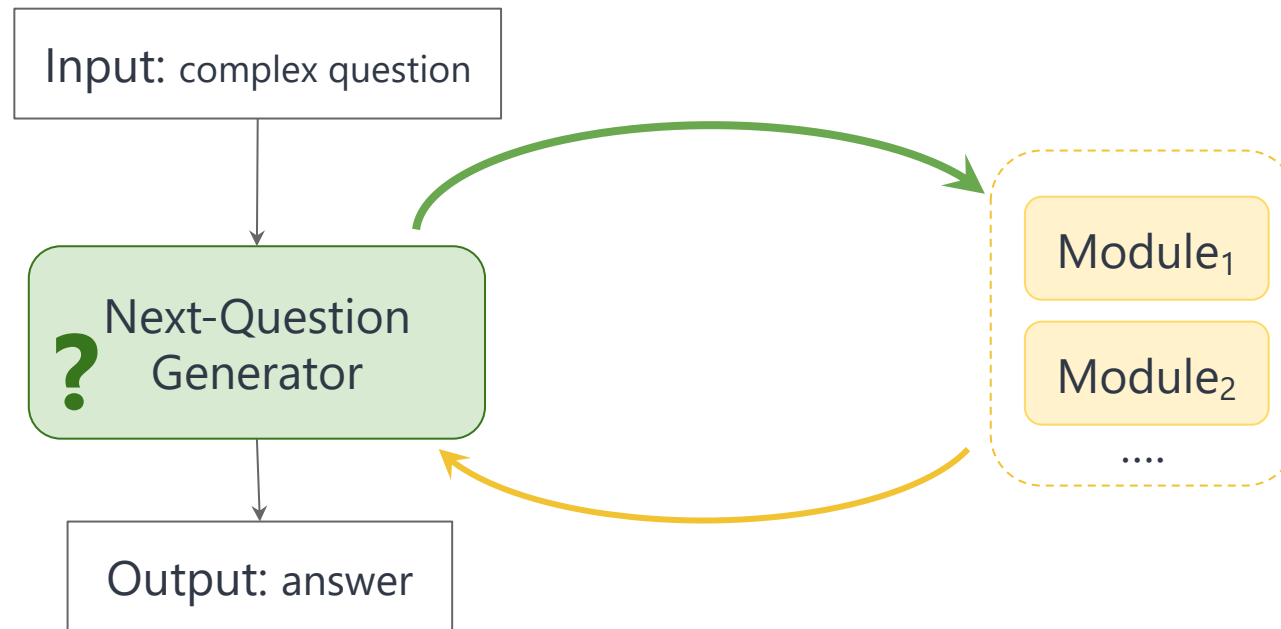 Input: complex question
Next-Question
?
Generator
Module₁
Module₂
....
Output: answer